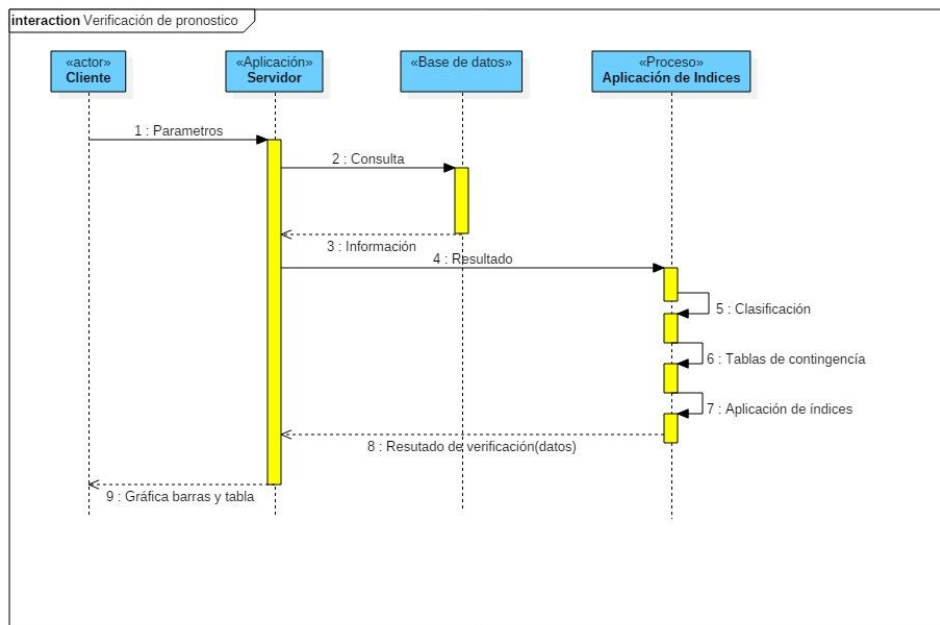 interaction Verificación de pronostico
«actor»
Cliente
«Aplicación»
Servidor
«Base de datos»
«Proceso»
Aplicación de Indices
1 : Parametros
2 : Consulta
3 : Información
4 : Resultado
5 : Clasificación
6 : Tablas de contingencía
7 : Aplicación de índices
8 : Resutado de verificación(datos)
9 : Gráfica barras y tabla